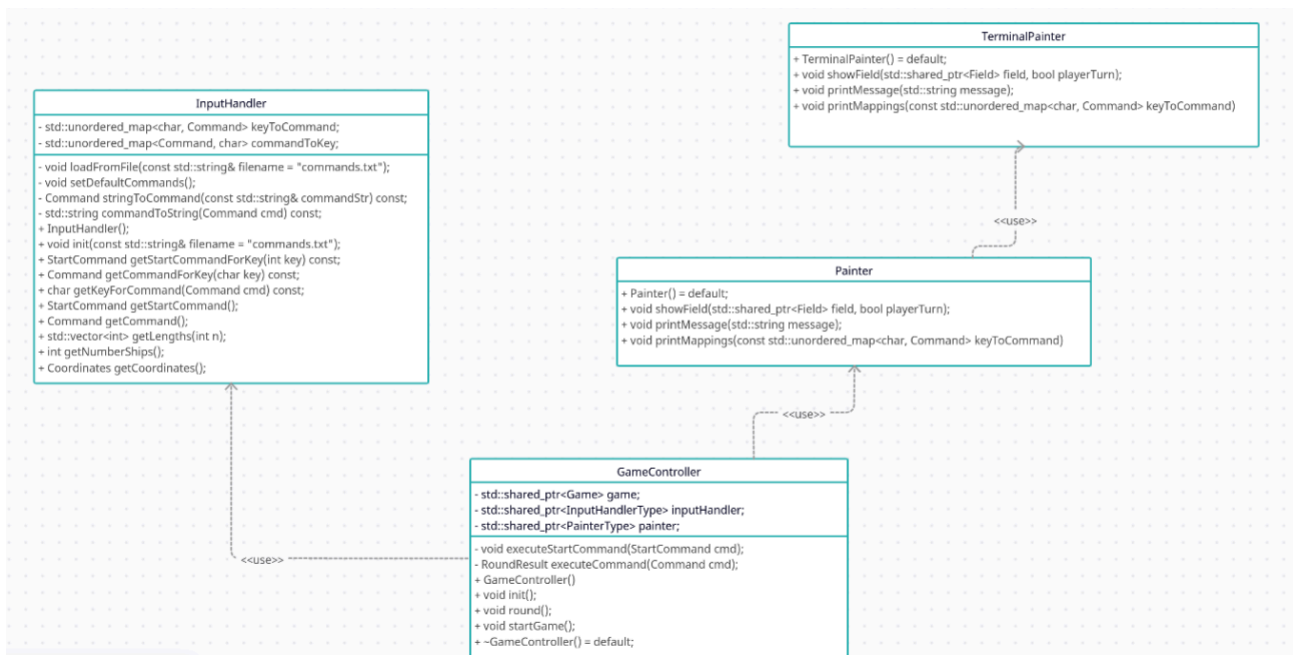 TerminalPainter
+ TerminalPainter() = default;
+ void showField(std::shared_ptr<Field> field, bool playerTurn);
+ void printMessage(std::string message);
+ void printMappings(const std::unordered_map<char, Command> keyToCommand)
InputHandler
- std::unordered_map<char, Command> keyToCommand;
- std::unordered_map<Command, char> commandToKey;
- void loadFromFile(const std::string& filename = "commands.txt");
- void setDefaultCommands();
- Command stringToCommand(const std::string& commandStr) const;
- std::string commandToString(Command cmd) const;
+ InputHandler();
+ void init(const std::string& filename = "commands.txt");
+ StartCommand getStartCommandForKey(int key) const;
+ Command getCommandForKey(char key) const;
+ char getKeyForCommand(Command cmd) const;
+ StartCommand getStartCommand();
+ Command getCommand();
+ std::vector<int> getLengths(int n);
+ int getNumberShips();
+ Coordinates getCoordinates();
<<use>>
Painter
+ Painter() = default;
+ void showField(std::shared_ptr<Field> field, bool playerTurn);
+ void printMessage(std::string message);
+ void printMappings(const std::unordered_map<char, Command> keyToCommand)
<<use>>
GameController
- std::shared_ptr<Game> game;
- std::shared_ptr<InputHandlerType> inputHandler;
- std::shared_ptr<PainterType> painter;
- void executeStartCommand(StartCommand cmd);
- RoundResult executeCommand(Command cmd);
+ GameController()
+ void init();
+ void round();
+ void startGame();
+ ~GameController() = default;
<<use>>